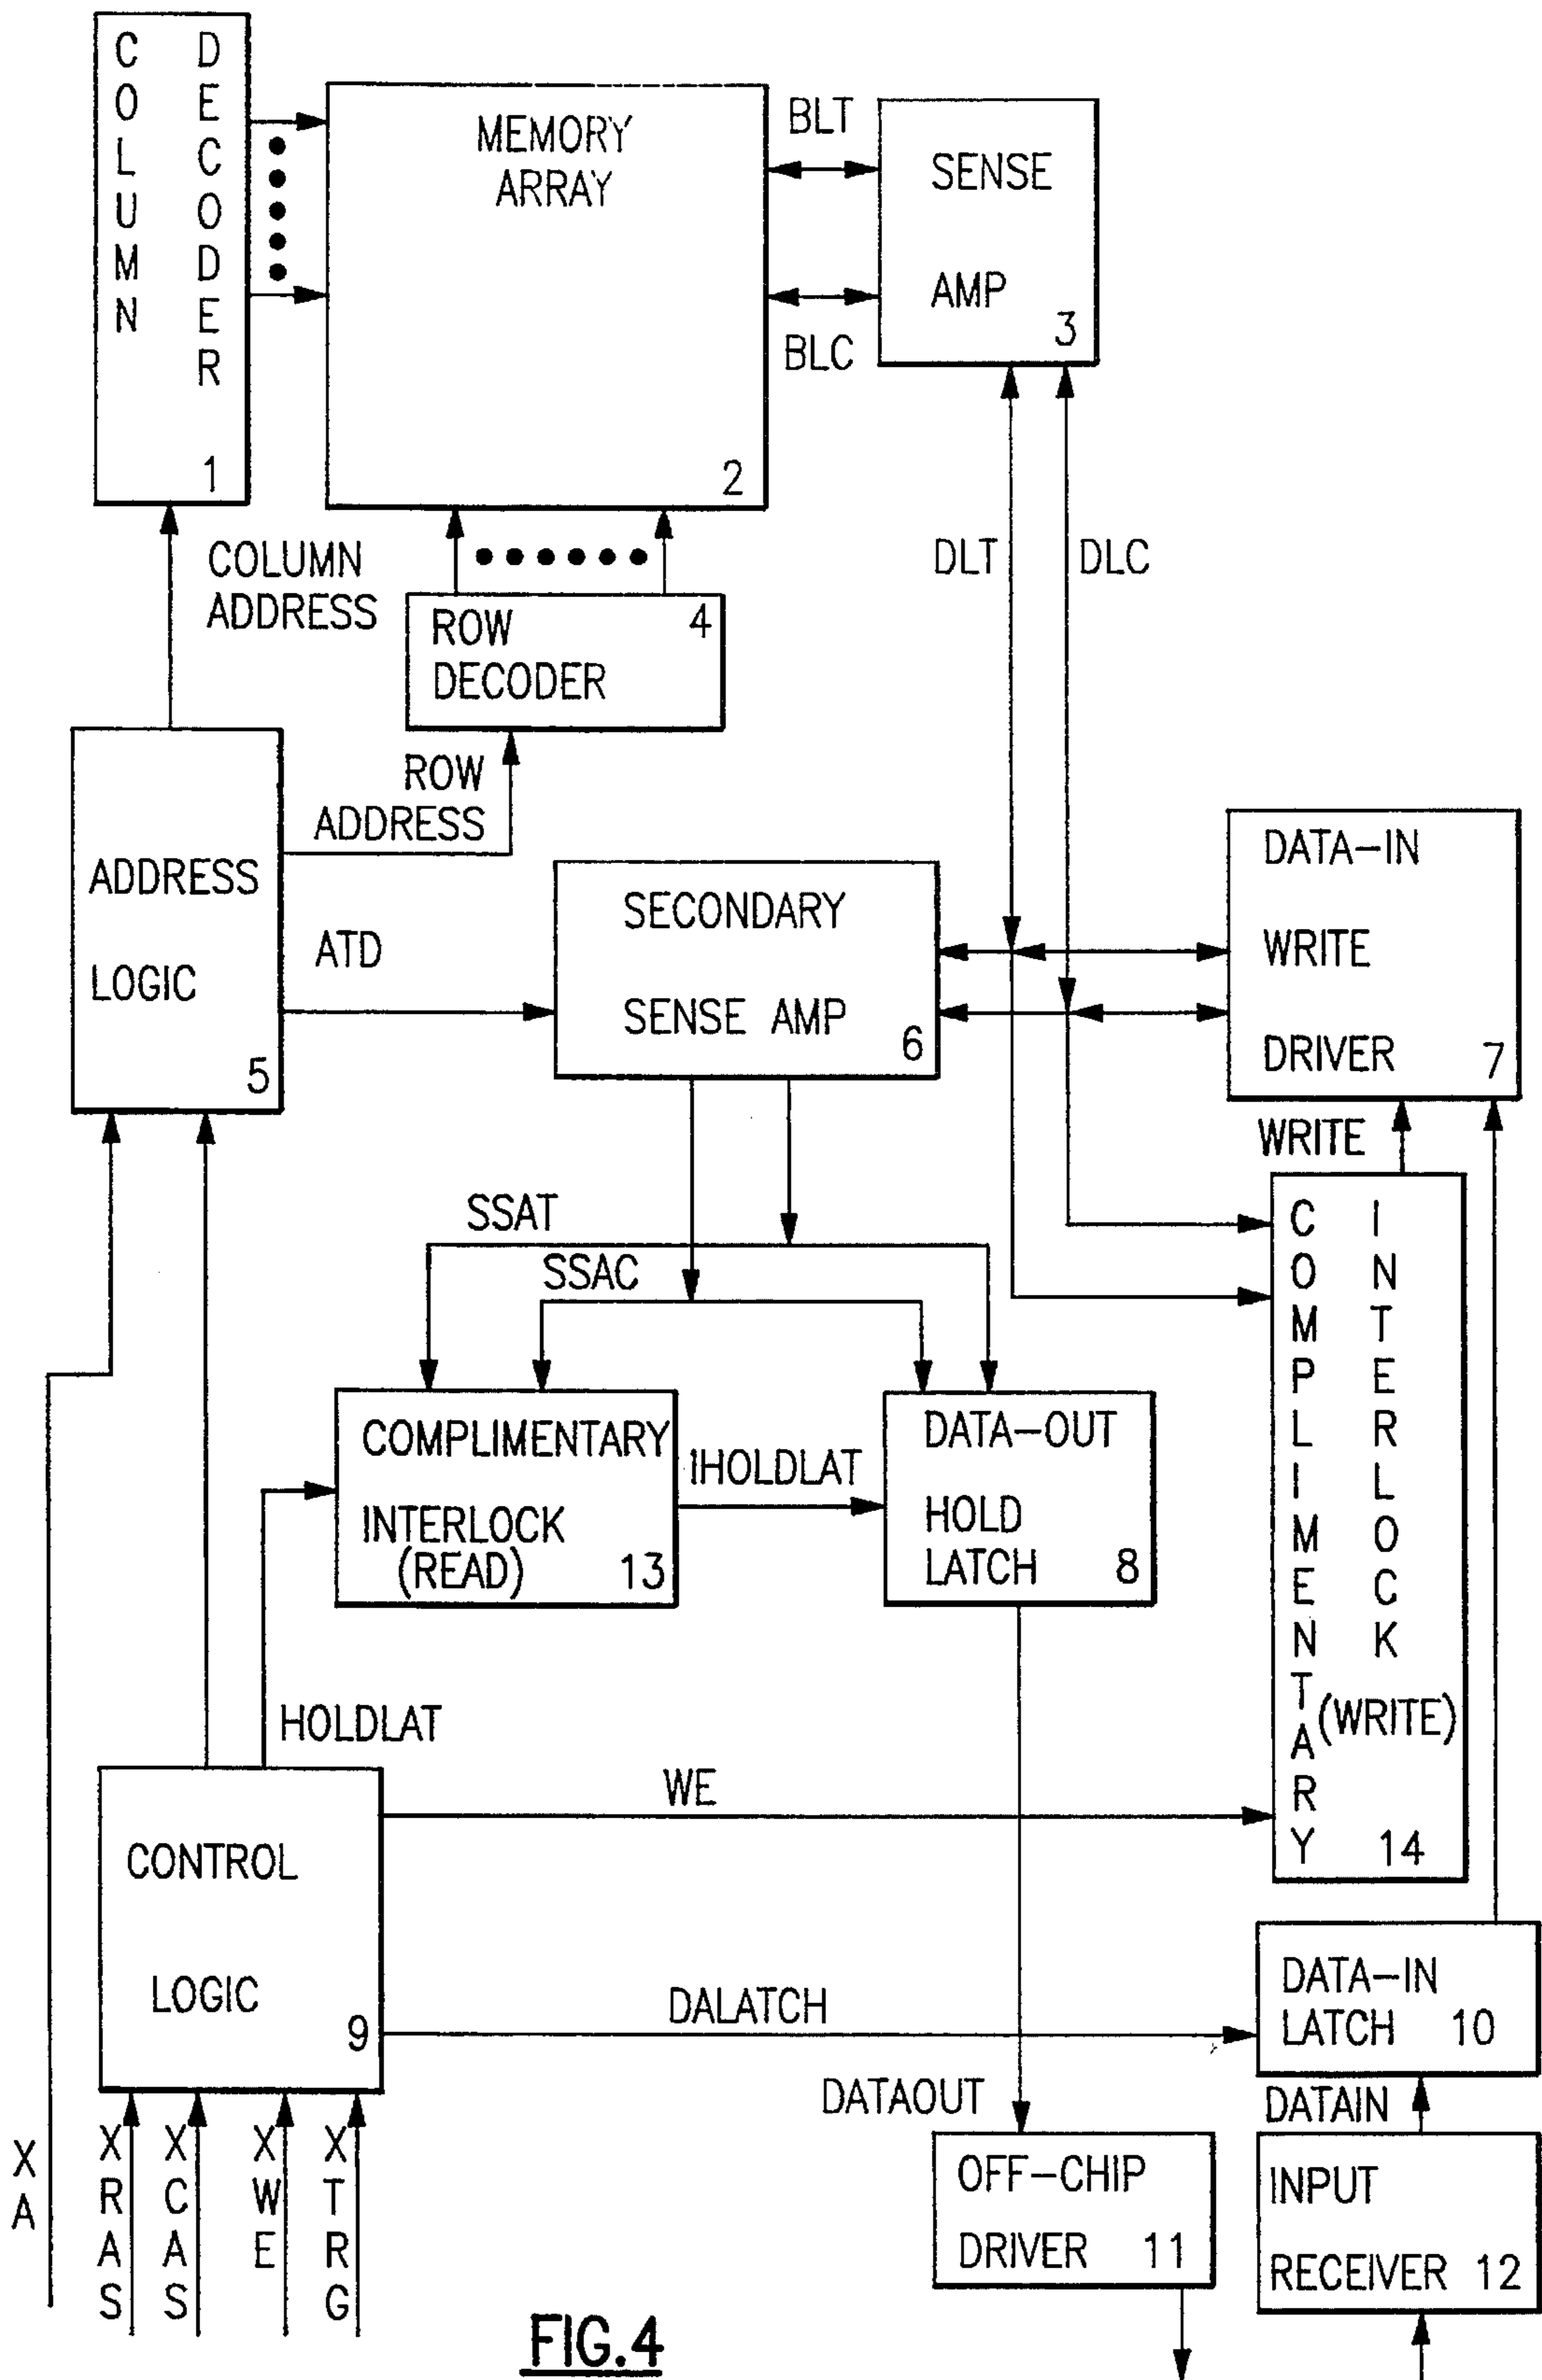 COLUMN
DECODER
1
MEMORY
ARRAY
2
BLT
BLC
SENSE
AMP
3
COLUMN
ADDRESS
ROW
DECODER
4
DLT
DLC
ROW
ADDRESS
ADDRESS
LOGIC
5
ATD
SECONDARY
SENSE AMP
6
DATA-IN
WRITE
DRIVER
7
WRITE
SSAT
SSAC
COMPLIMENTARY
INTERLOCK
(WRITE)
14
COMPLIMENTARY
INTERLOCK
(READ)
13
IHOLDLAT
DATA-OUT
HOLD
LATCH
8
HOLDLAT
WE
CONTROL
LOGIC
9
DALATCH
DATA-IN
LATCH 10
DATAOUT
DATAIN
XA
XRAS
XCAS
XWE
XTRG
OFF-CHIP
DRIVER 11
INPUT
RECEIVER 12
FIG.4